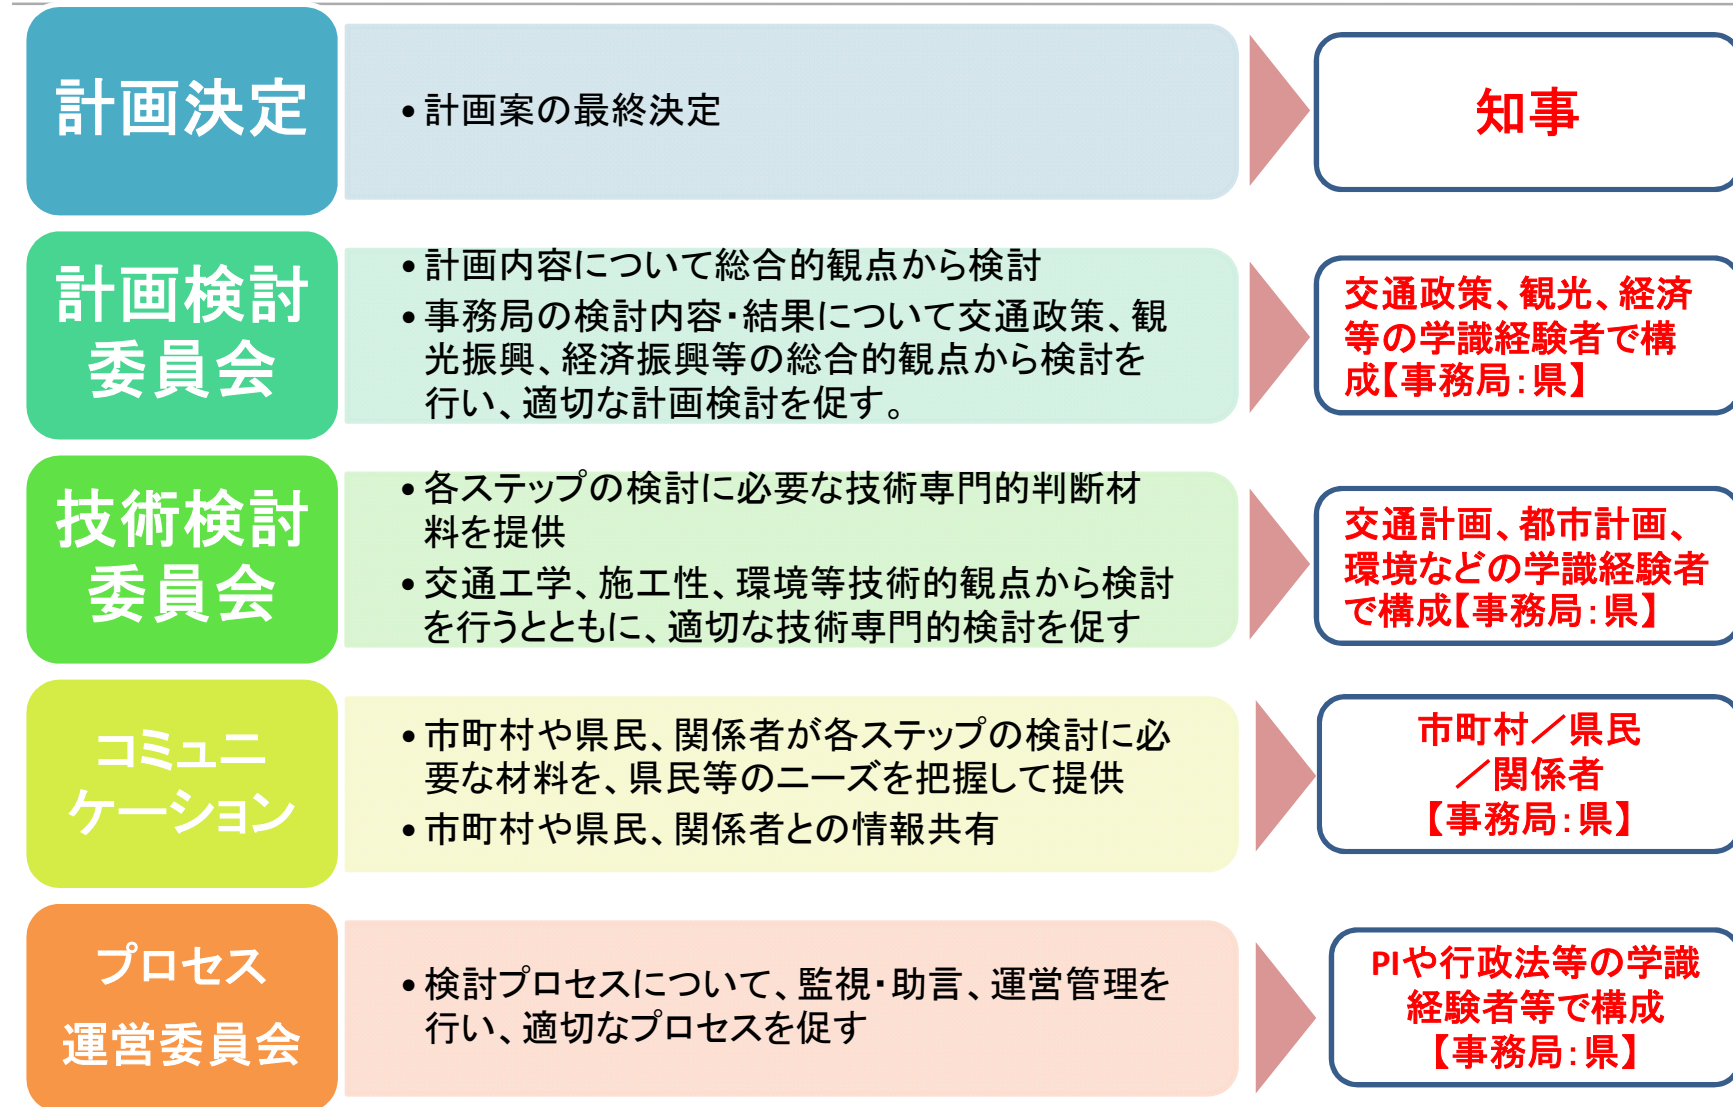 計画決定
•計画案の最終決定
知事
計画検討
委員会
•計画内容について総合的観点から検討
•事務局の検討内容・結果について交通政策、観
光振興、経済振興等の総合的観点から検討を
行い、適切な計画検討を促す。
交通政策、観光、経済
等の学識経験者で構
成【事務局：県】
技術検討
委員会
•各ステップの検討に必要な技術専門的判断材
料を提供
•交通工学、施工性、環境等技術的観点から検討
を行うとともに、適切な技術専門的検討を促す
交通計画、都市計画、
環境などの学識経験者
で構成【事務局：県】
コミュニ
ケーション
•市町村や県民、関係者が各ステップの検討に必
要な材料を、県民等のニーズを把握して提供
•市町村や県民、関係者との情報共有
市町村／県民
／関係者
【事務局：県】
プロセス
運営委員会
•検討プロセスについて、監視・助言、運営管理を
行い、適切なプロセスを促す
PIや行政法等の学識
経験者等で構成
【事務局：県】